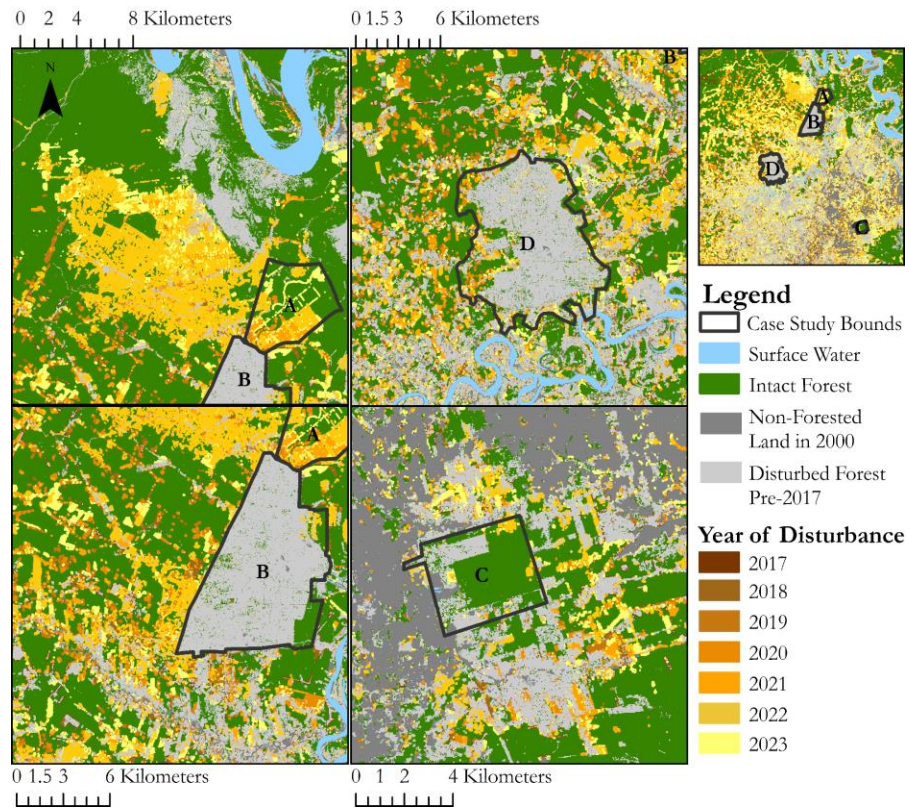 0 2 4 8 Kilometers
0 1.5 3 6 Kilometers
N
A
B
B
D
A
B
D
C
A
B
C
Legend
Case Study Bounds
Surface Water
Intact Forest
Non-Forested
Land in 2000
Disturbed Forest
Pre-2017
Year of Disturbance
2017
2018
2019
2020
2021
2022
2023
0 1.5 3 6 Kilometers
0 1 2 4 Kilometers